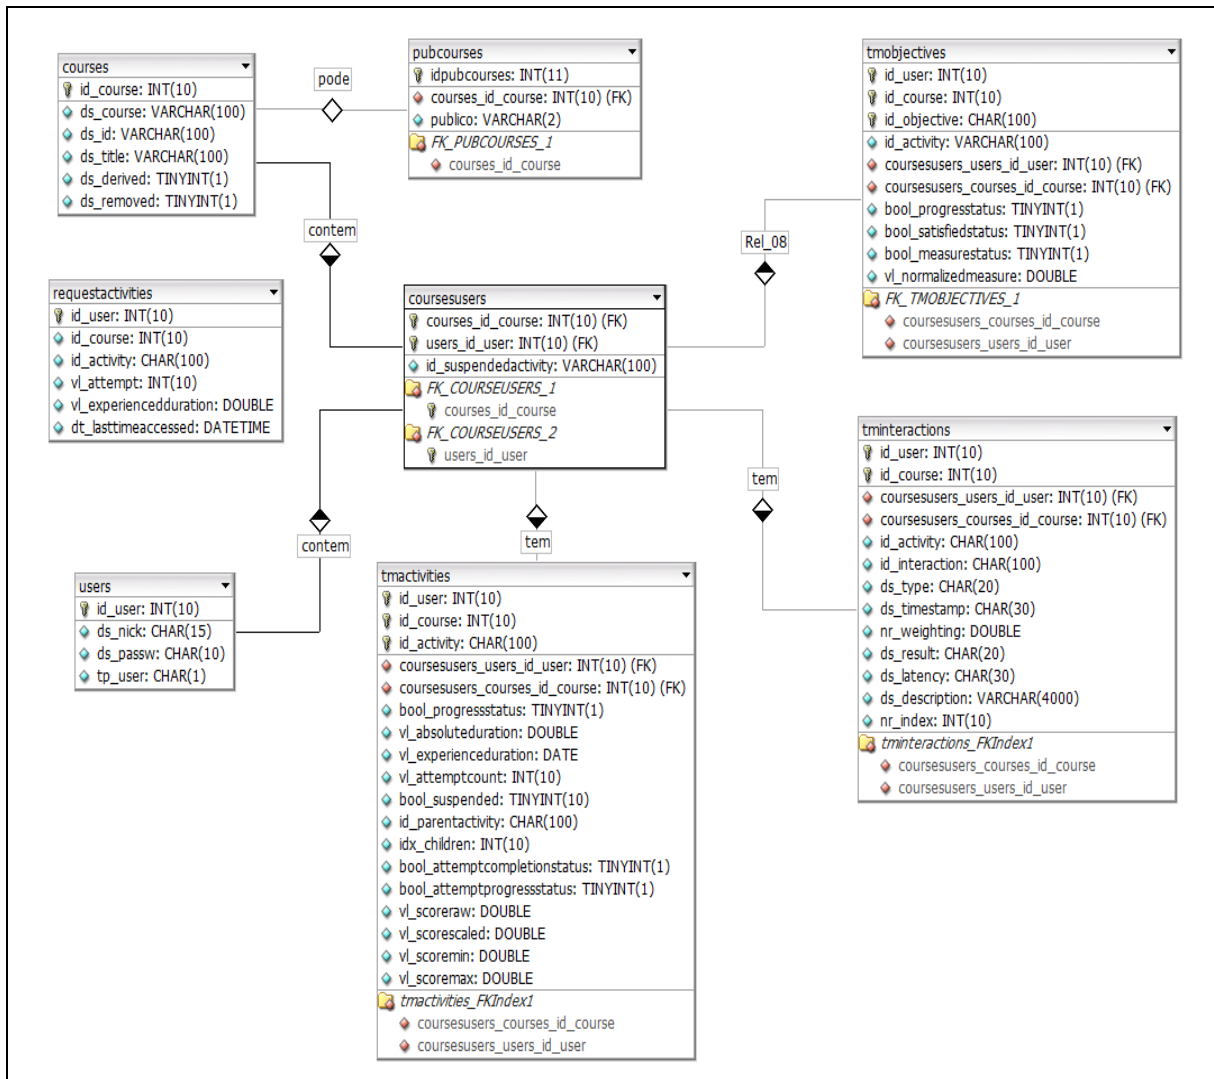 courses
id_course: INT(10)
ds_course: VARCHAR(100)
ds_id: VARCHAR(100)
ds_title: VARCHAR(100)
ds_derived: TINYINT(1)
ds_removed: TINYINT(1)
pode
pubcourses
idpubcourses: INT(11)
courses_id_course: INT(10) (FK)
publico: VARCHAR(2)
FK_PUBCOURSES_1
courses_id_course
tmobjectives
id_user: INT(10)
id_course: INT(10)
id_objective: CHAR(100)
id_activity: VARCHAR(100)
coursesusers_users_id_user: INT(10) (FK)
coursesusers_courses_id_course: INT(10) (FK)
bool_progresstatus: TINYINT(1)
bool_satisfiedstatus: TINYINT(1)
bool_measurestatus: TINYINT(1)
vl_normalizedmeasure: DOUBLE
FK_TMOBJECTIVES_1
coursesusers_courses_id_course
coursesusers_users_id_user
contem
Rel_08
requestactivities
id_user: INT(10)
id_course: INT(10)
id_activity: CHAR(100)
vl_attempt: INT(10)
vl_experiencedduration: DOUBLE
dt_lasttimeaccessed: DATETIME
coursesusers
courses_id_course: INT(10) (FK)
users_id_user: INT(10) (FK)
id_suspendedactivity: VARCHAR(100)
FK_COURSEUSERS_1
courses_id_course
FK_COURSEUSERS_2
users_id_user
tminteractions
id_user: INT(10)
id_course: INT(10)
coursesusers_users_id_user: INT(10) (FK)
coursesusers_courses_id_course: INT(10) (FK)
id_activity: CHAR(100)
id_interaction: CHAR(100)
ds_type: CHAR(20)
ds_timestamp: CHAR(30)
nr_weighting: DOUBLE
ds_result: CHAR(20)
ds_latency: CHAR(30)
ds_description: VARCHAR(4000)
nr_index: INT(10)
tminteractions_FKIndex1
coursesusers_courses_id_course
coursesusers_users_id_user
tem
contem
tem
users
id_user: INT(10)
ds_nick: CHAR(15)
ds_passw: CHAR(10)
tp_user: CHAR(1)
tmactivities
id_user: INT(10)
id_course: INT(10)
id_activity: CHAR(100)
coursesusers_users_id_user: INT(10) (FK)
coursesusers_courses_id_course: INT(10) (FK)
bool_progressstatus: TINYINT(1)
vl_absoluteduration: DOUBLE
vl_experienceduration: DATE
vl_attemptcount: INT(10)
bool_suspended: TINYINT(10)
id_parentactivity: CHAR(100)
idx_children: INT(10)
bool_attemptcompletionstatus: TINYINT(1)
bool_attemptprogressstatus: TINYINT(1)
vl_scoreraw: DOUBLE
vl_scorescaled: DOUBLE
vl_scoremin: DOUBLE
vl_scoremax: DOUBLE
tmactivities_FKIndex1
coursesusers_courses_id_course
coursesusers_users_id_user